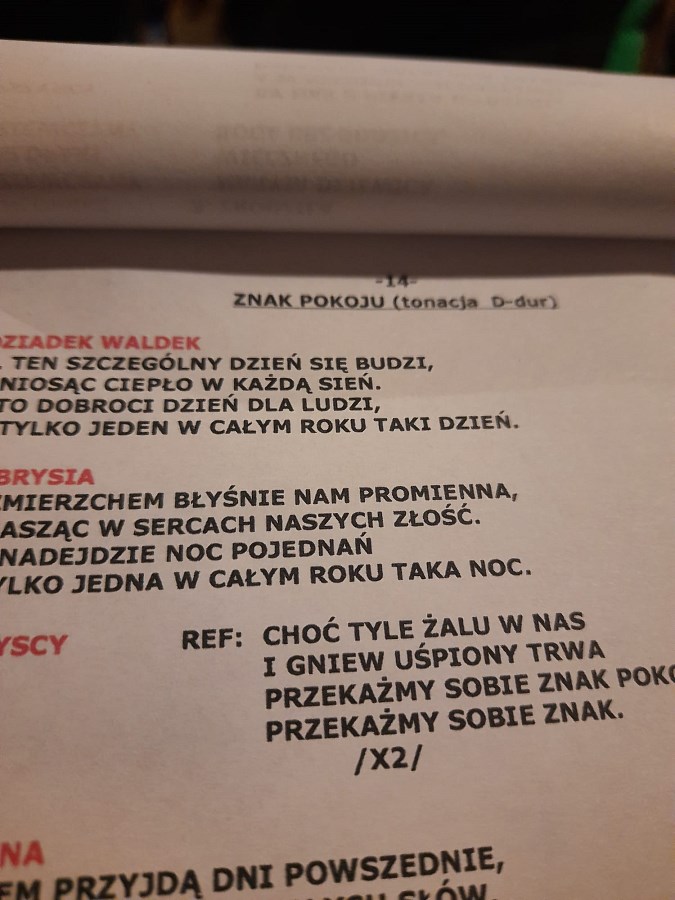 -14-
ZNAK POKOJU (tonacja D-dur)
DZIADEK WALDEK
TEN SZCZEGÓLNY DZIEŃ SIĘ BUDZI,
NIOSĄC CIEPŁO W KAŻDĄ SIEŃ.
TO DOBROCI DZIEŃ DLA LUDZI,
TYLKO JEDEN W CAŁYM ROKU TAKI DZIEŃ.
BRYSIA
ZMIERZCHEM BŁYŚNIE NAM PROMIENNA,
ASZĄC W SERCACH NASZYCH ZŁOŚĆ.
NADEJDZIE NOC POJEDNAŃ
YLKO JEDNA W CAŁYM ROKU TAKA NOC.
YSCY
REF: CHOĆ TYLE ŻALU W NAS
I GNIEW UŚPIONY TRWA
PRZEKAŻMY SOBIE ZNAK POKO
PRZEKAŻMY SOBIE ZNAK.
/X2/
NA
EM PRZYJDĄ DNI POWSZEDNIE,
SŁÓW.